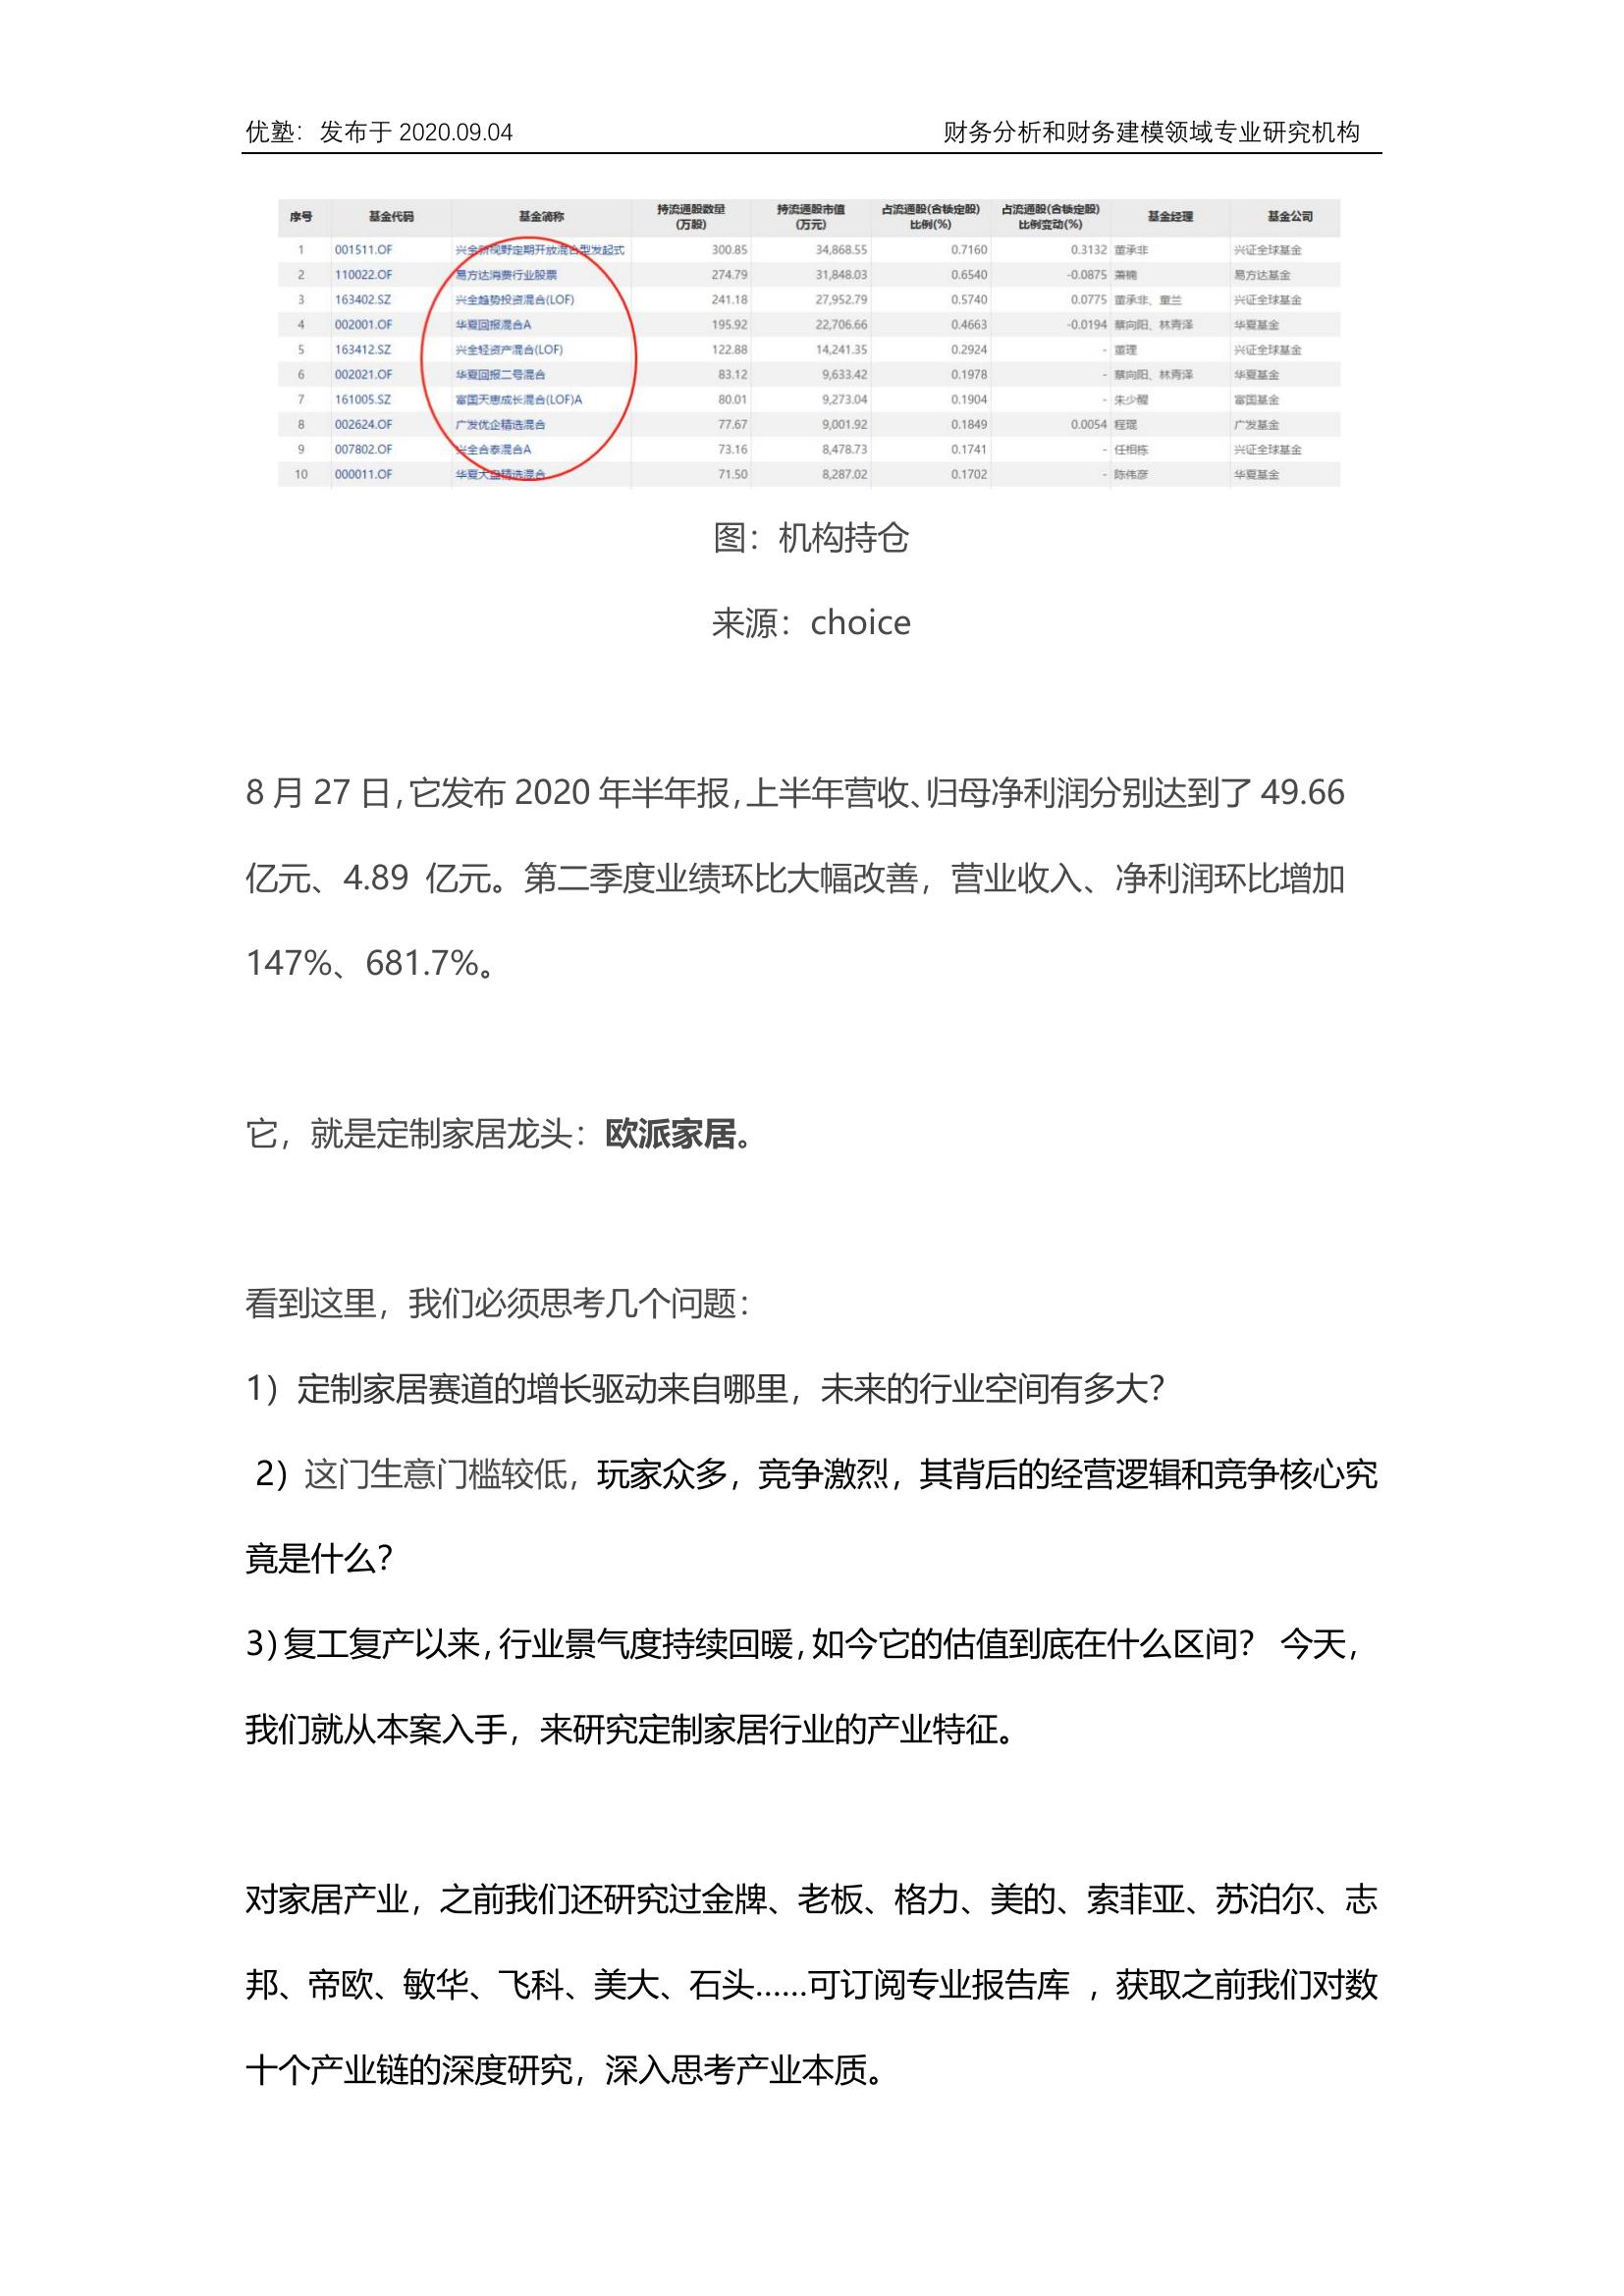 优塾：发布于 2020.09.04 财务分析和财务建模领域专业研究机构
序号 基金代码 基金简称 持流通股数量(万股) 持流通股市值(万元) 占流通股(含锁定股)比例(%) 占流通股(含锁定股)比例变动(%) 基金经理 基金公司
1 001511.OF 兴全新视野定期开放混合型发起式 300.85 34,868.55 0.7160 0.3132 董承非 兴证全球基金
2 110022.OF 易方达消费行业股票 274.79 31,848.03 0.6540 -0.0875 萧楠 易方达基金
3 163402.SZ 兴全趋势投资混合(LOF) 241.18 27,952.79 0.5740 0.0775 董承非、童兰 兴证全球基金
4 002001.OF 华夏回报混合A 195.92 22,706.66 0.4663 -0.0194 蔡向阳、林青泽 华夏基金
5 163412.SZ 兴全轻资产混合(LOF) 122.88 14,241.35 0.2924 - 董理 兴证全球基金
6 002021.OF 华夏回报二号混合 83.12 9,633.42 0.1978 - 蔡向阳、林青泽 华夏基金
7 161005.SZ 富国天惠成长混合(LOF)A 80.01 9,273.04 0.1904 - 朱少醒 富国基金
8 002624.OF 广发优企精选混合 77.67 9,001.92 0.1849 0.0054 程琨 广发基金
9 007802.OF 兴全合泰混合A 73.16 8,478.73 0.1741 - 任相栋 兴证全球基金
10 000011.OF 华夏大盘精选混合 71.50 8,287.02 0.1702 - 陈伟彦 华夏基金
图：机构持仓
来源：choice
8 月 27 日，它发布 2020 年半年报，上半年营收、归母净利润分别达到了 49.66
亿元、4.89 亿元。第二季度业绩环比大幅改善，营业收入、净利润环比增加
147%、681.7%。
它，就是定制家居龙头：欧派家居。
看到这里，我们必须思考几个问题：
1）定制家居赛道的增长驱动来自哪里，未来的行业空间有多大？
2）这门生意门槛较低，玩家众多，竞争激烈，其背后的经营逻辑和竞争核心究
竟是什么？
3）复工复产以来，行业景气度持续回暖，如今它的估值到底在什么区间？ 今天，
我们就从本案入手，来研究定制家居行业的产业特征。
对家居产业，之前我们还研究过金牌、老板、格力、美的、索菲亚、苏泊尔、志
邦、帝欧、敏华、飞科、美大、石头……可订阅专业报告库 ，获取之前我们对数
十个产业链的深度研究，深入思考产业本质。